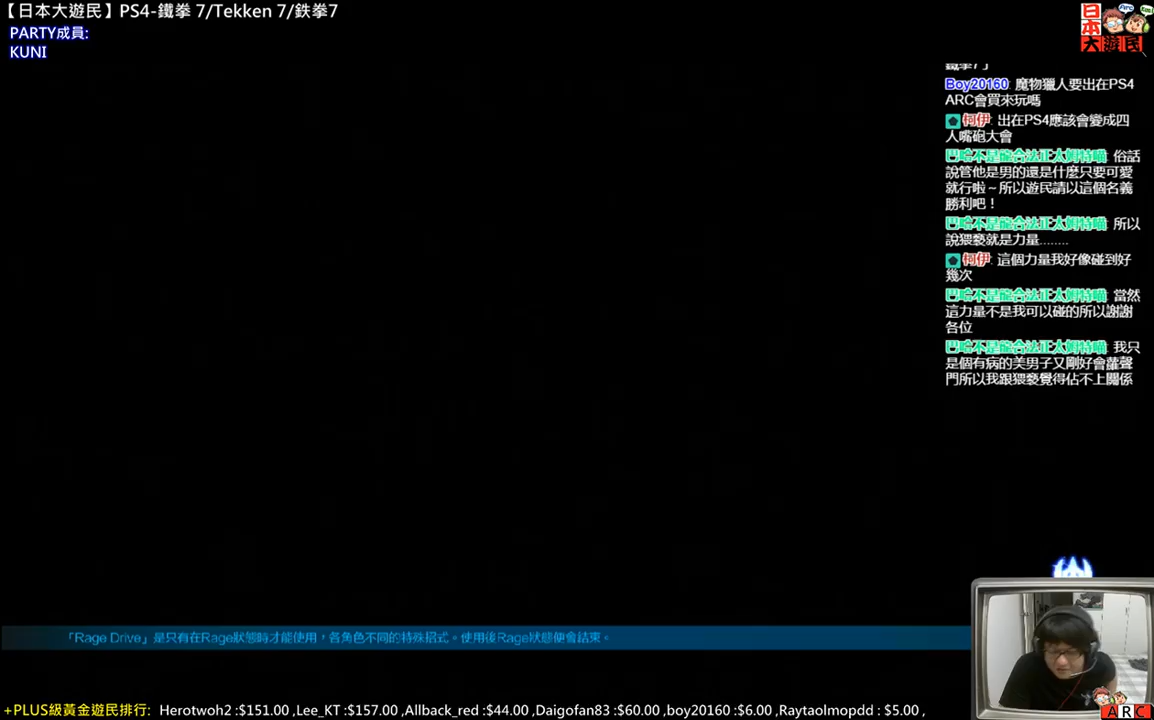 【日本大遊民】PS4-鐵拳 7/Tekken 7/鉄拳7
PARTY成員:
KUNI
日本
大遊民
鐵拳7」
Boy20160: 魔物獵人要出在PS4
ARC會買來玩嗎
柯伊: 出在PS4應該會變成四
人嘴砲大會
巴哈不是龍合法正太姆特喵: 俗話
說管他是男的還是什麼只要可愛
就行啦~所以遊民請以這個名義
勝利吧!
巴哈不是龍合法正太姆特喵: 所以
說猥褻就是力量........
柯伊: 這個力量我好像碰到好
幾次
巴哈不是龍合法正太姆特喵: 當然
這力量不是我可以碰的所以謝謝
各位
巴哈不是龍合法正太姆特喵: 我只
是個有病的美男子又剛好會蘿聲
門所以我跟猥褻覺得佔不上關係
「Rage Drive」是只有在Rage狀態時才能使用，各角色不同的特殊招式。使用後Rage狀態便會結束。
ARC
+PLUS級黃金遊民排行: Herotwoh2 :$151.00 ,Lee_KT :$157.00 ,Allback_red :$44.00 ,Daigofan83 :$60.00 ,boy20160 :$6.00 ,Raytaolmopdd : $5.00 ,